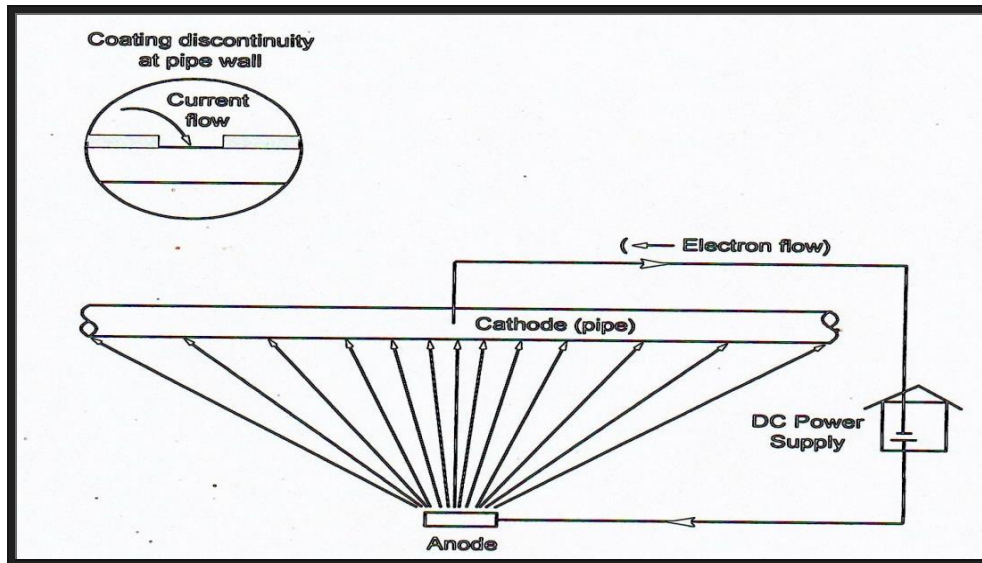 Coating discontinuity
at pipe wall
Current
flow
( ← Electron flow)
Cathode (pipe)
DC Power
Supply
Anode